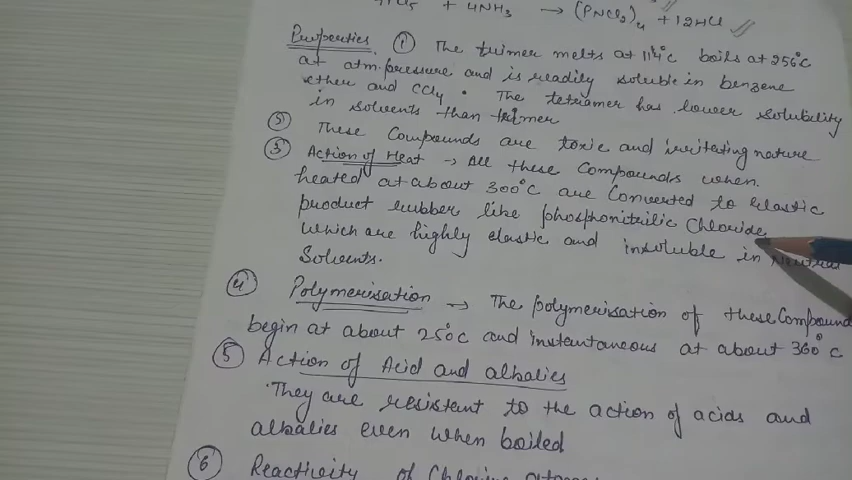 + 4NH3 → (PNCl2)4 + 12HCl
Properties. ① The trimer melts at 114°C boils at 256°C
at atm. pressure and is readily soluble in benzene
ether and CCl4. The tetramer has lower solubility
in solvents than trimer
② These Compounds are toxic and irritating nature
③ Action of Heat → All these Compounds when.
heated at about 300°C are Converted to Elastic
product rubber like phosphonitrilic Chloride
which are highly elastic and insoluble in Neutral
Solvents.
④ Polymerisation → The polymerisation of these Compound
begin at about 250°C and instantaneous at about 360°C
⑤ Action of Acid and alkalies
They are resistent to the action of acids and
alkalies even when boiled
⑥ Reactivity of Chlorine atoms